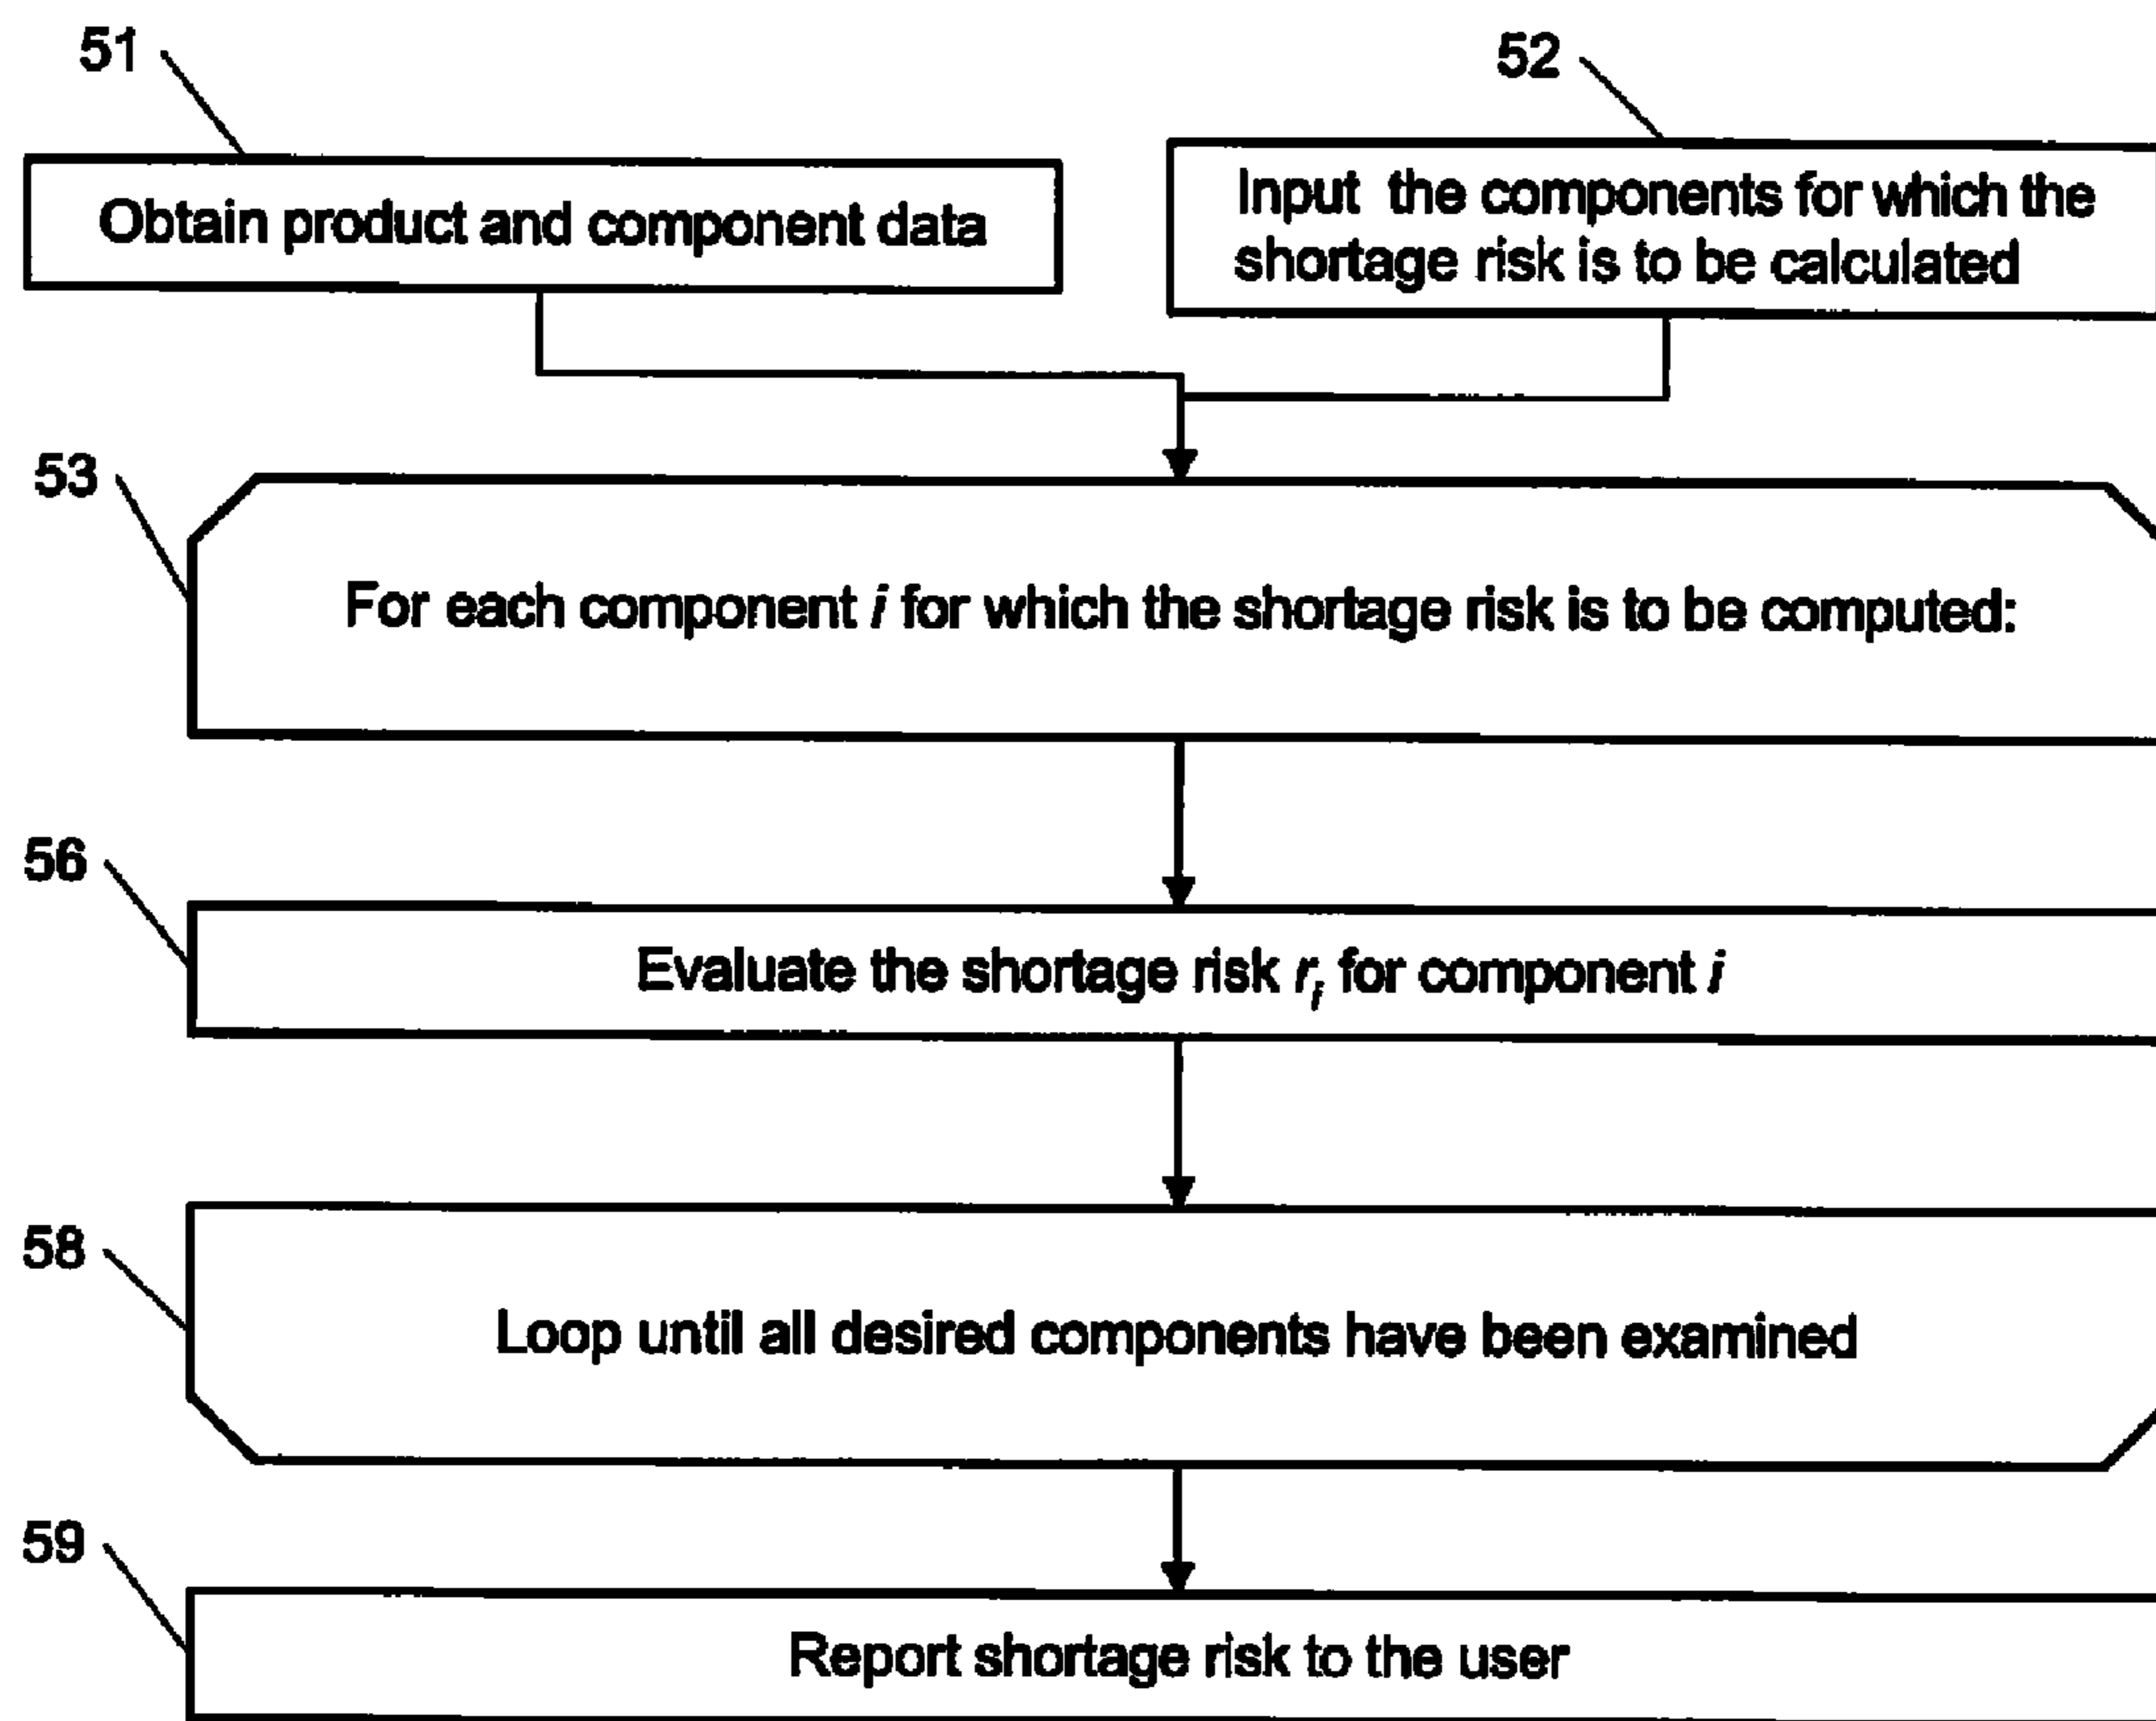 51
52
Obtain product and component data
Input the components for which the
shortage risk is to be calculated
53
For each component i for which the shortage risk is to be computed:
56
Evaluate the shortage risk ri for component i
58
Loop until all desired components have been examined
59
Report shortage risk to the user